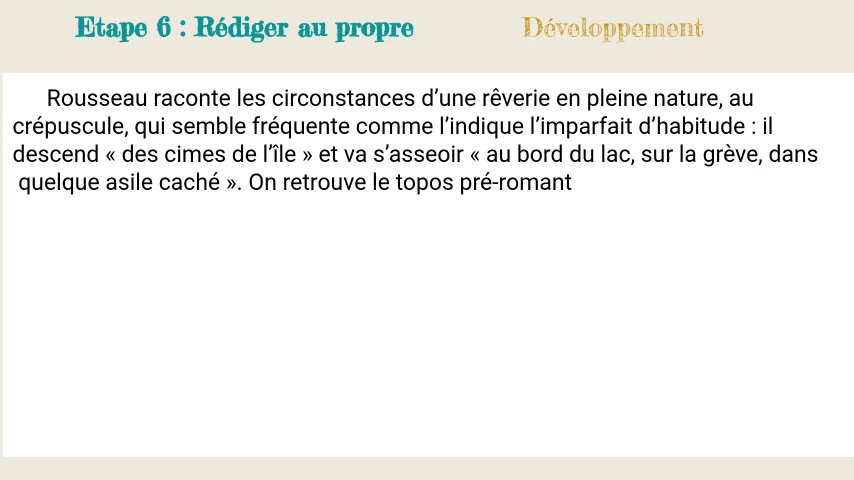 Etape 6 : Rédiger au propre
Développement
Rousseau raconte les circonstances d’une rêverie en pleine nature, au
crépuscule, qui semble fréquente comme l’indique l’imparfait d’habitude : il
descend « des cimes de l’île » et va s’asseoir « au bord du lac, sur la grève, dans
quelque asile caché ». On retrouve le topos pré-romant